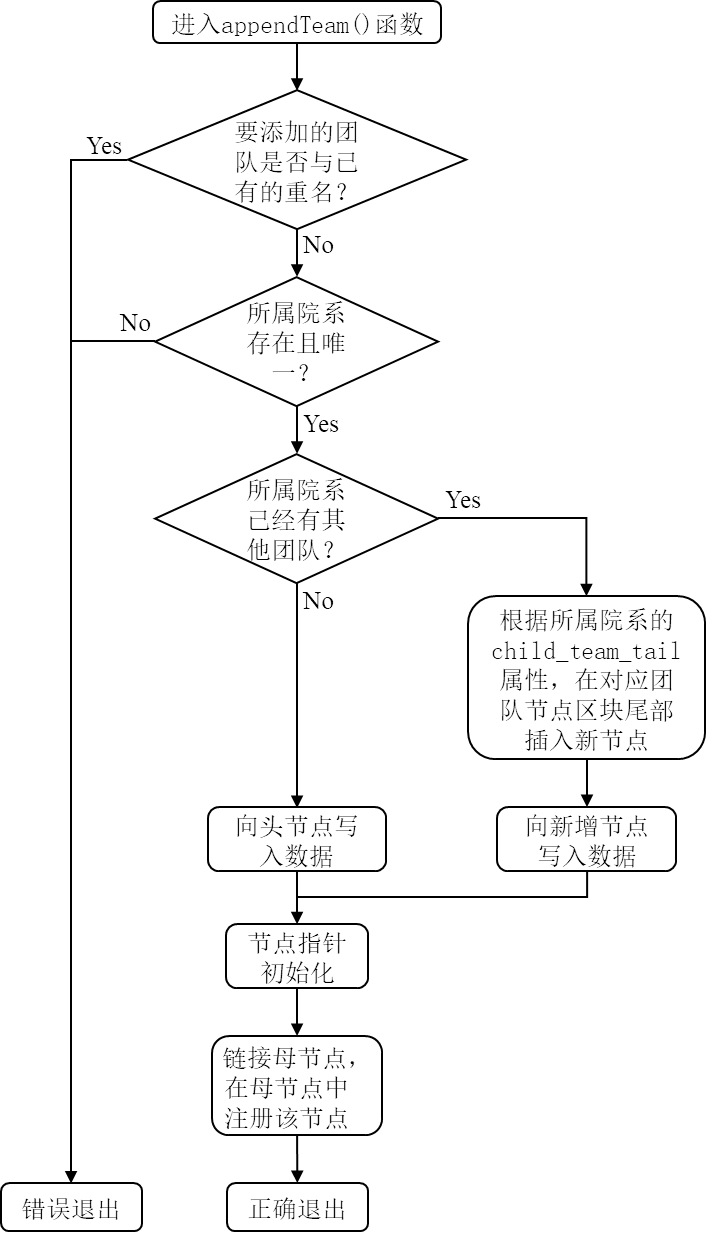 进入appendTeam()函数
要添加的团
队是否与已
有的重名？
Yes
No
所属院系
存在且唯
一？
No
Yes
所属院系
已经有其
他团队？
Yes
No
根据所属院系的
child_team_tail
属性，在对应团
队节点区块尾部
插入新节点
向头节点写
入数据
向新增节点
写入数据
节点指针
初始化
链接母节点，
在母节点中
注册该节点
错误退出
正确退出